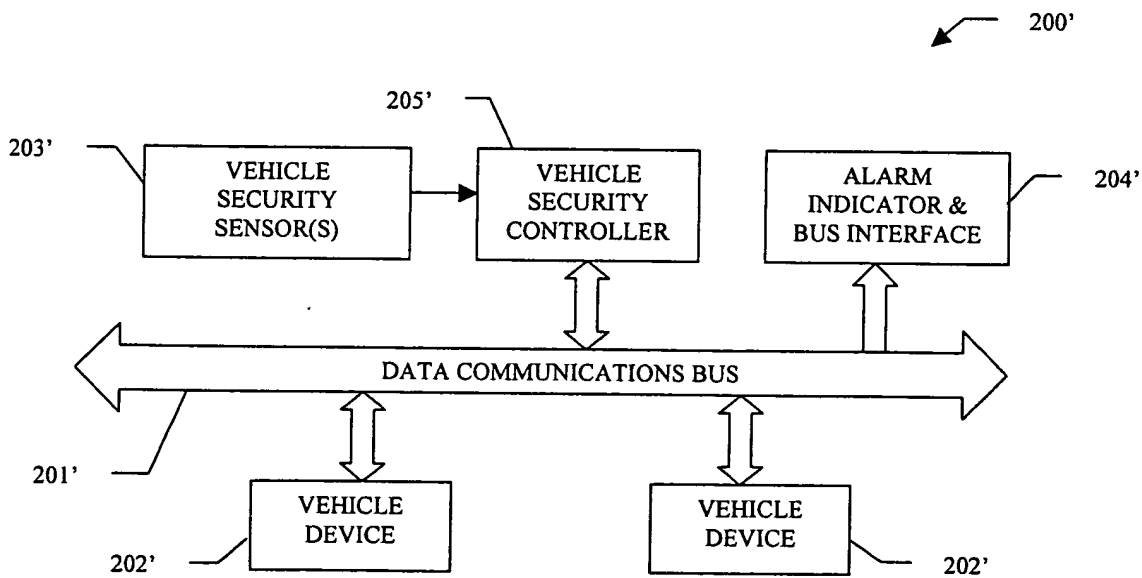 200'
205'
203'
VEHICLE
SECURITY
SENSOR(S)
VEHICLE
SECURITY
CONTROLLER
ALARM
INDICATOR &
BUS INTERFACE
204'
DATA COMMUNICATIONS BUS
201'
VEHICLE
DEVICE
VEHICLE
DEVICE
202'
202'